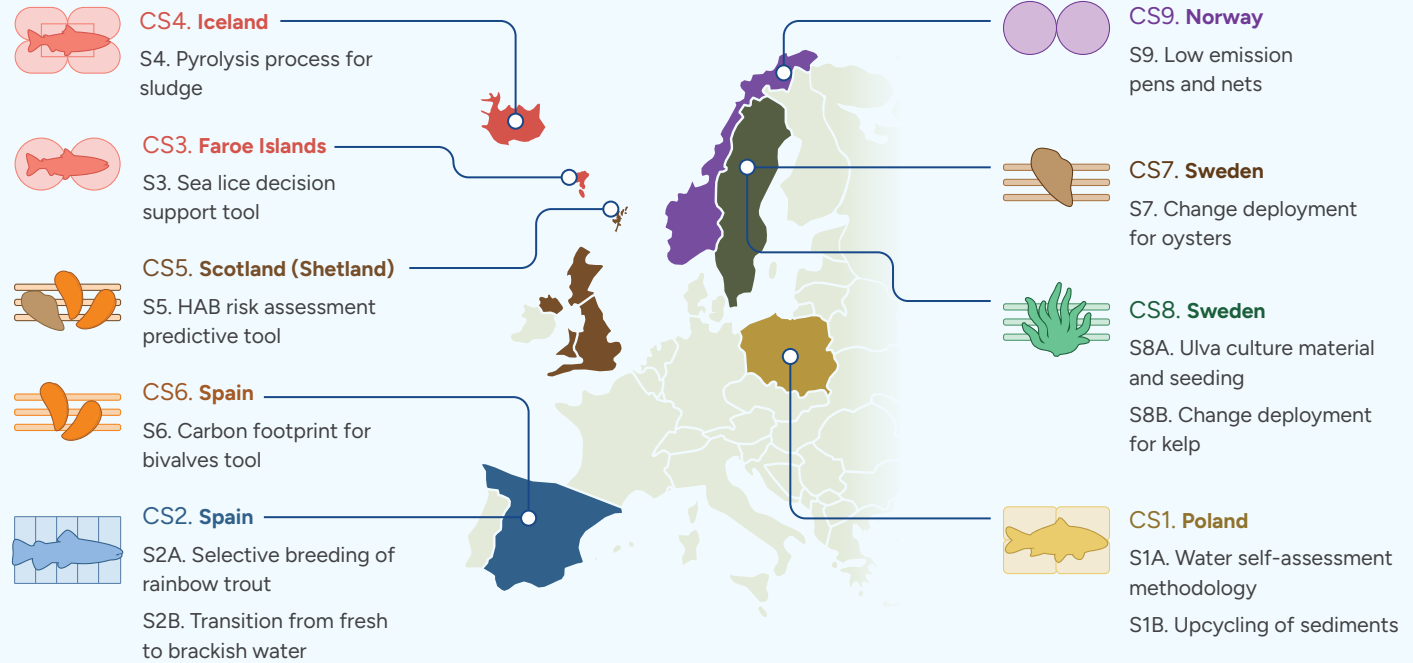 CS4. Iceland
S4. Pyrolysis process for
sludge
CS3. Faroe Islands
S3. Sea lice decision
support tool
CS5. Scotland (Shetland)
S5. HAB risk assessment
predictive tool
CS6. Spain
S6. Carbon footprint for
bivalves tool
CS2. Spain
S2A. Selective breeding of
rainbow trout
S2B. Transition from fresh
to brackish water
CS9. Norway
S9. Low emission
pens and nets
CS7. Sweden
S7. Change deployment
for oysters
CS8. Sweden
S8A. Ulva culture material
and seeding
S8B. Change deployment
for kelp
CS1. Poland
S1A. Water self-assessment
methodology
S1B. Upcycling of sediments